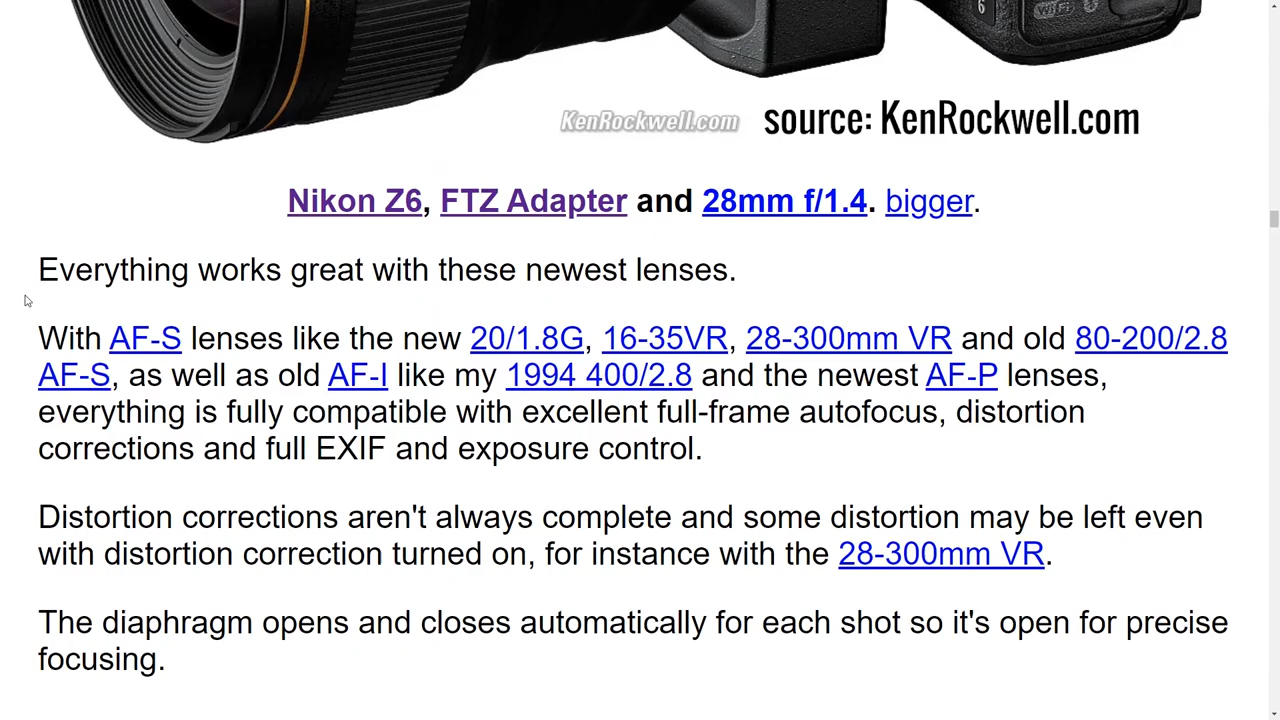 6
WiFi
KenRockwell.com
source: KenRockwell.com
Nikon Z6, FTZ Adapter and 28mm f/1.4. bigger.
Everything works great with these newest lenses.
With AF-S lenses like the new 20/1.8G, 16-35VR, 28-300mm VR and old 80-200/2.8
AF-S, as well as old AF-I like my 1994 400/2.8 and the newest AF-P lenses,
everything is fully compatible with excellent full-frame autofocus, distortion
corrections and full EXIF and exposure control.
Distortion corrections aren't always complete and some distortion may be left even
with distortion correction turned on, for instance with the 28-300mm VR.
The diaphragm opens and closes automatically for each shot so it's open for precise
focusing.